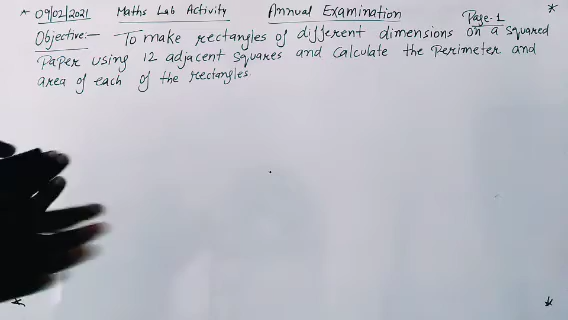 * 09/02/2021 Maths Lab Activity Annual Examination Page-1 *
Objective:- To make rectangles of different dimensions on a squared
Paper using 12 adjacent squares and calculate the Perimeter and
area of each of the rectangles.